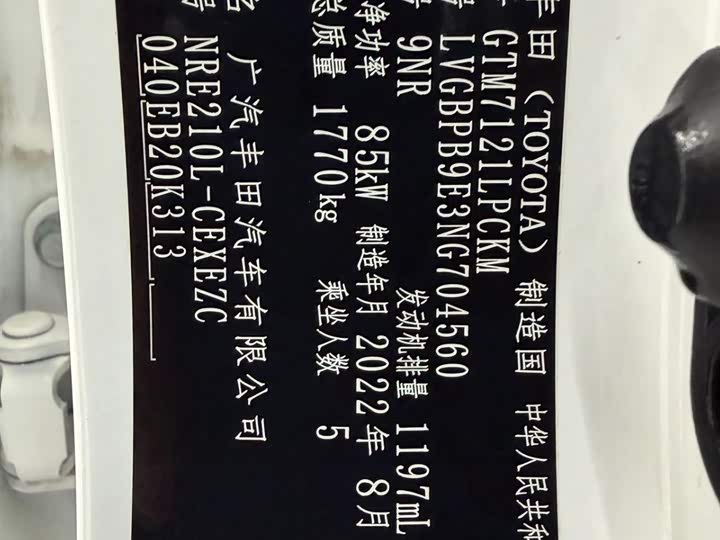 丰田 (TOYOTA) 制造国 中华人民共和
GTM7121LPCKM
LVGBPB9E3NG704560
9NR 发动机排量 1197mL
净功率 85kW 制造年月 2022年 8月
总质量 1770kg 乘坐人数 5
名 广汽丰田汽车有限公司
NRE210L-CEXEZC
040EB20K313